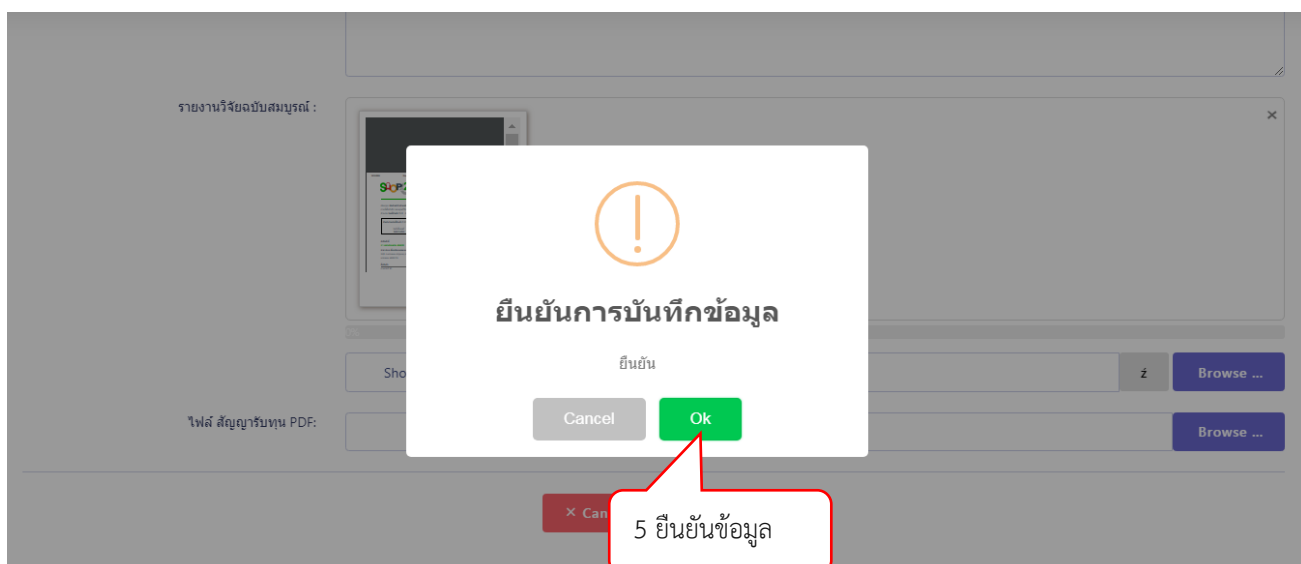 รายงานวิจัยฉบับสมบูรณ์ :
×
ยืนยันการบันทึกข้อมูล
ยืนยัน
Sho
ź Browse ...
Cancel Ok
ไฟล์ สัญญารับทุน PDF:
Browse ...
× Can
5 ยืนยันข้อมูล